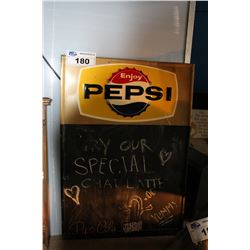 180
Enjoy
PEPSI
TRY OUR
SPECIAL
CHAI LATTE
YUMM!